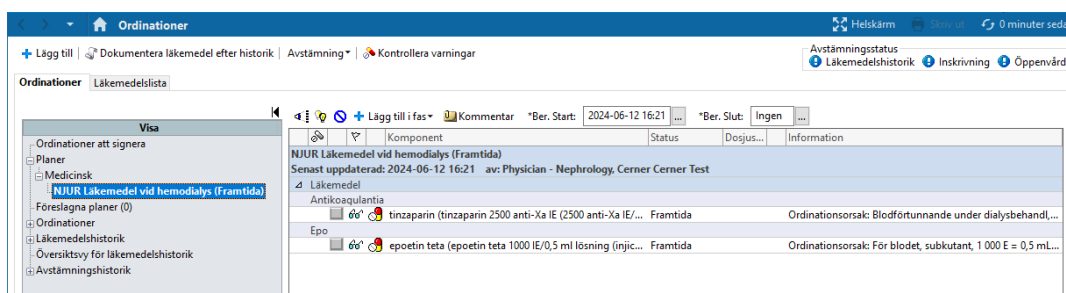 Ordinationer
Helskärm Skriv ut 0 minuter seda
Lägg till Dokumentera läkemedel efter historik Avstämning Kontrollera varningar
Avstämningsstatus
Läkemedelshistorik Inskrivning Öppenvård
Ordinationer Läkemedelslista
Lägg till i fas Kommentar *Ber. Start: 2024-06-12 16:21 ... *Ber. Slut: Ingen ...
Visa
Ordinationer att signera
Planer
Medicinsk
NJUR Läkemedel vid hemodialys (Framtida)
Föreslagna planer (0)
Ordinationer
Läkemedelshistorik
Översiktsvy för läkemedelshistorik
Avstämningshistorik
Komponent Status Dosjus... Information
NJUR Läkemedel vid hemodialys (Framtida)
Senast uppdaterad: 2024-06-12 16:21 av: Physician - Nephrology, Cerner Cerner Test
Läkemedel
Antikoagulantia
tinzaparin (tinzaparin 2500 anti-Xa IE (2500 anti-Xa IE/... Framtida Ordinationsorsak: Blodförtunnande under dialysbehandl,...
Epo
epoetin teta (epoetin teta 1000 IE/0,5 ml lösning (injic... Framtida Ordinationsorsak: För blodet, subkutant, 1 000 E = 0,5 mL...